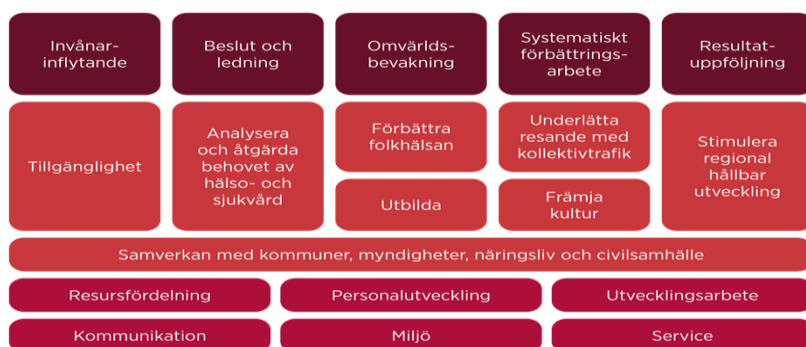 Invånar-
inflytande
Beslut och
ledning
Omvärlds-
bevakning
Systematiskt
förbättrings-
arbete
Resultat-
uppföljning
Tillgänglighet
Analysera
och åtgärda
behovet av
hälso- och
sjukvård
Förbättra
folkhälsan
Utbilda
Underlätta
resande med
kollektivtrafik
Främja
kultur
Stimulera
regional
hållbar
utveckling
Samverkan med kommuner, myndigheter, näringsliv och civilsamhälle
Resursfördelning
Personalutveckling
Utvecklingsarbete
Kommunikation
Miljö
Service